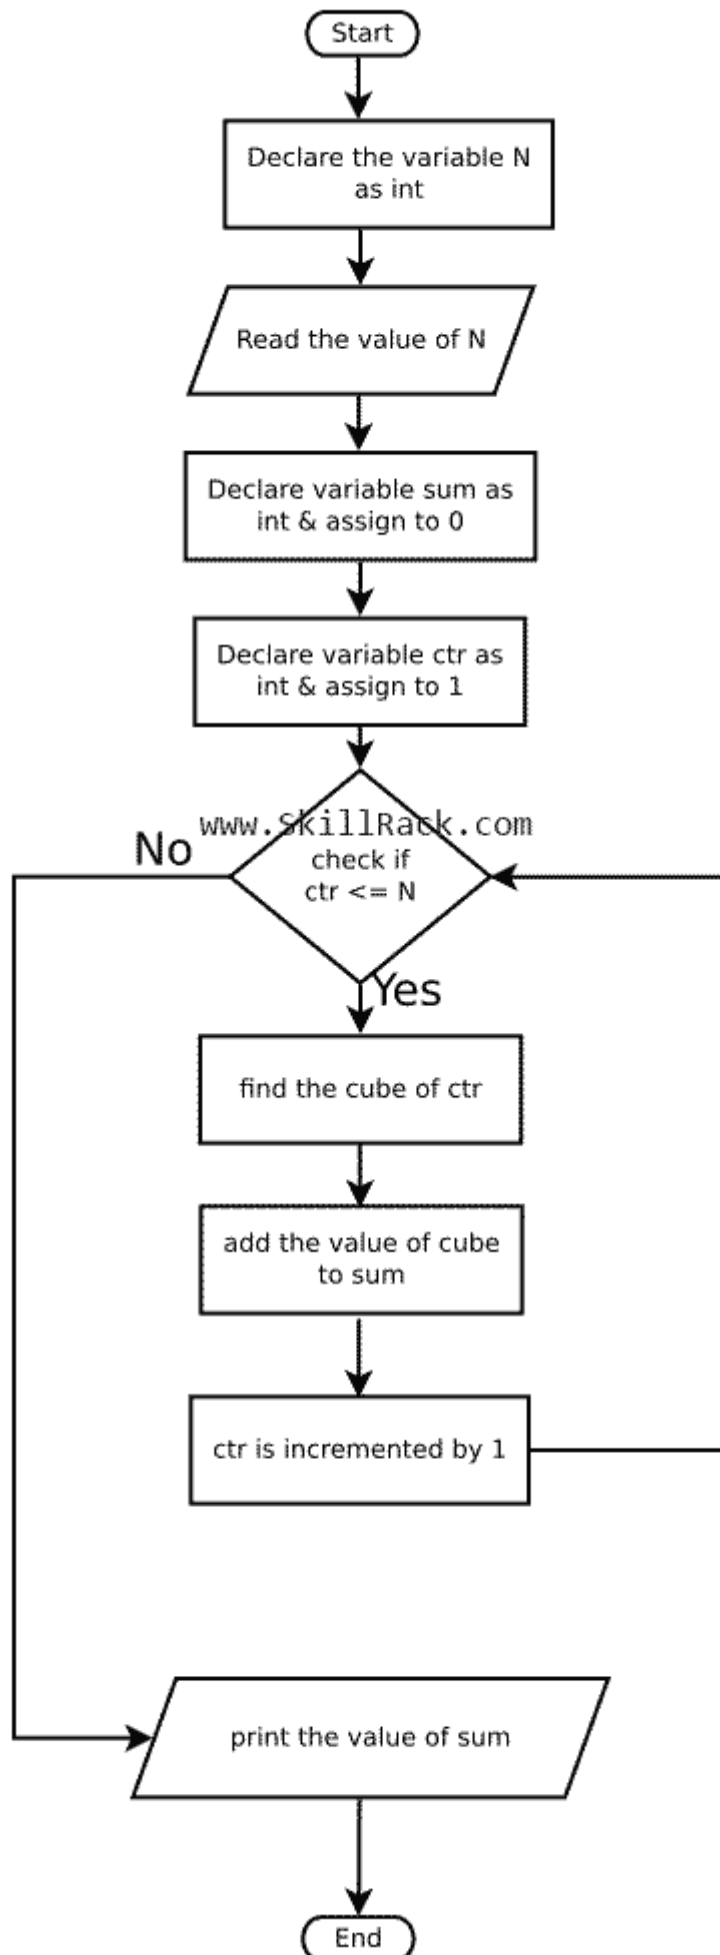 Start
Declare the variable N
as int
Read the value of N
Declare variable sum as
int & assign to 0
Declare variable ctr as
int & assign to 1
www.SkillRack.com
No
check if
ctr <= N
Yes
find the cube of ctr
add the value of cube
to sum
ctr is incremented by 1
print the value of sum
End